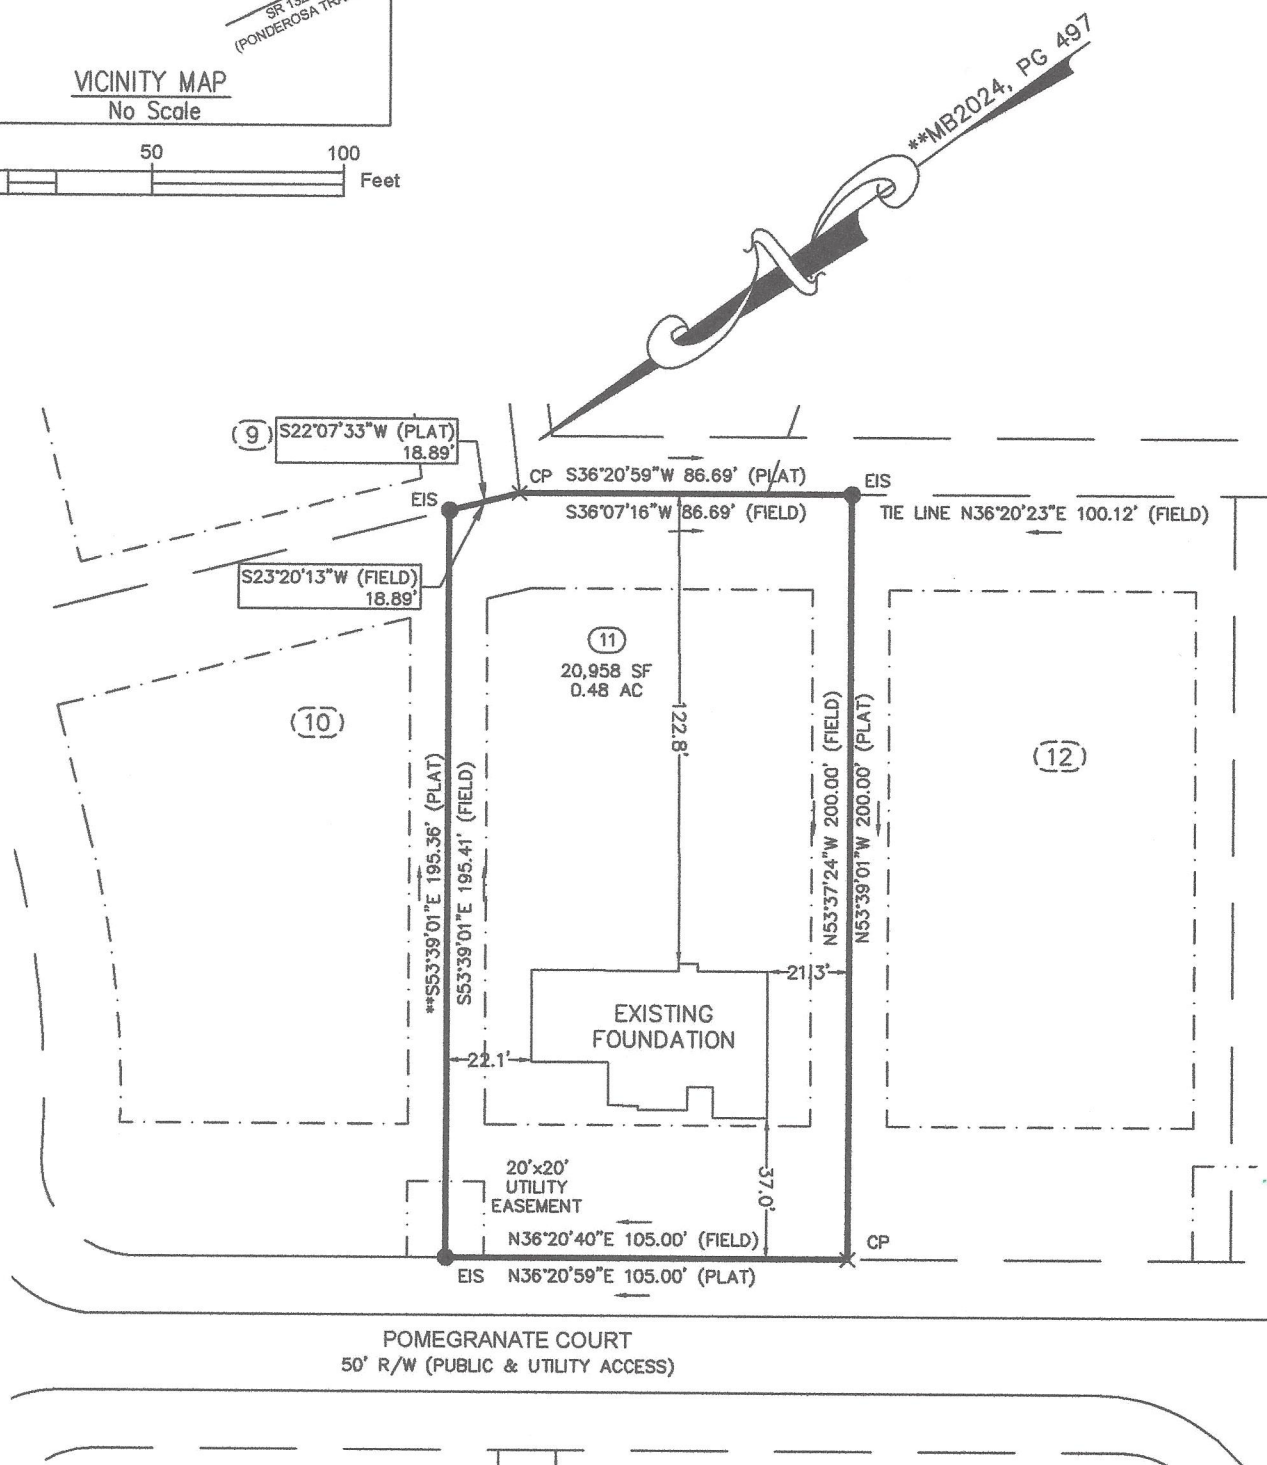 SR 132
(PONDEROSA TRA
VICINITY MAP
No Scale
50
100
Feet
**MB2024, PG 497
9
S22°07'33"W (PLAT)
18.89'
CP
S36°20'59"W 86.69' (PLAT)
EIS
EIS
S36°07'16"W 86.69' (FIELD)
TIE LINE N36°20'23"E 100.12' (FIELD)
S23°20'13"W (FIELD)
18.89'
11
20,958 SF
0.48 AC
10
12
122.8'
**S53°39'01"E 195.36' (PLAT)
S53°39'01"E 195.41' (FIELD)
N53°37'24"W 200.00' (FIELD)
N53°39'01"W 200.00' (PLAT)
21.3'
EXISTING
FOUNDATION
22.1'
20'x20'
UTILITY
EASEMENT
37.0'
N36°20'40"E 105.00' (FIELD)
CP
EIS
N36°20'59"E 105.00' (PLAT)
POMEGRANATE COURT
50' R/W (PUBLIC & UTILITY ACCESS)